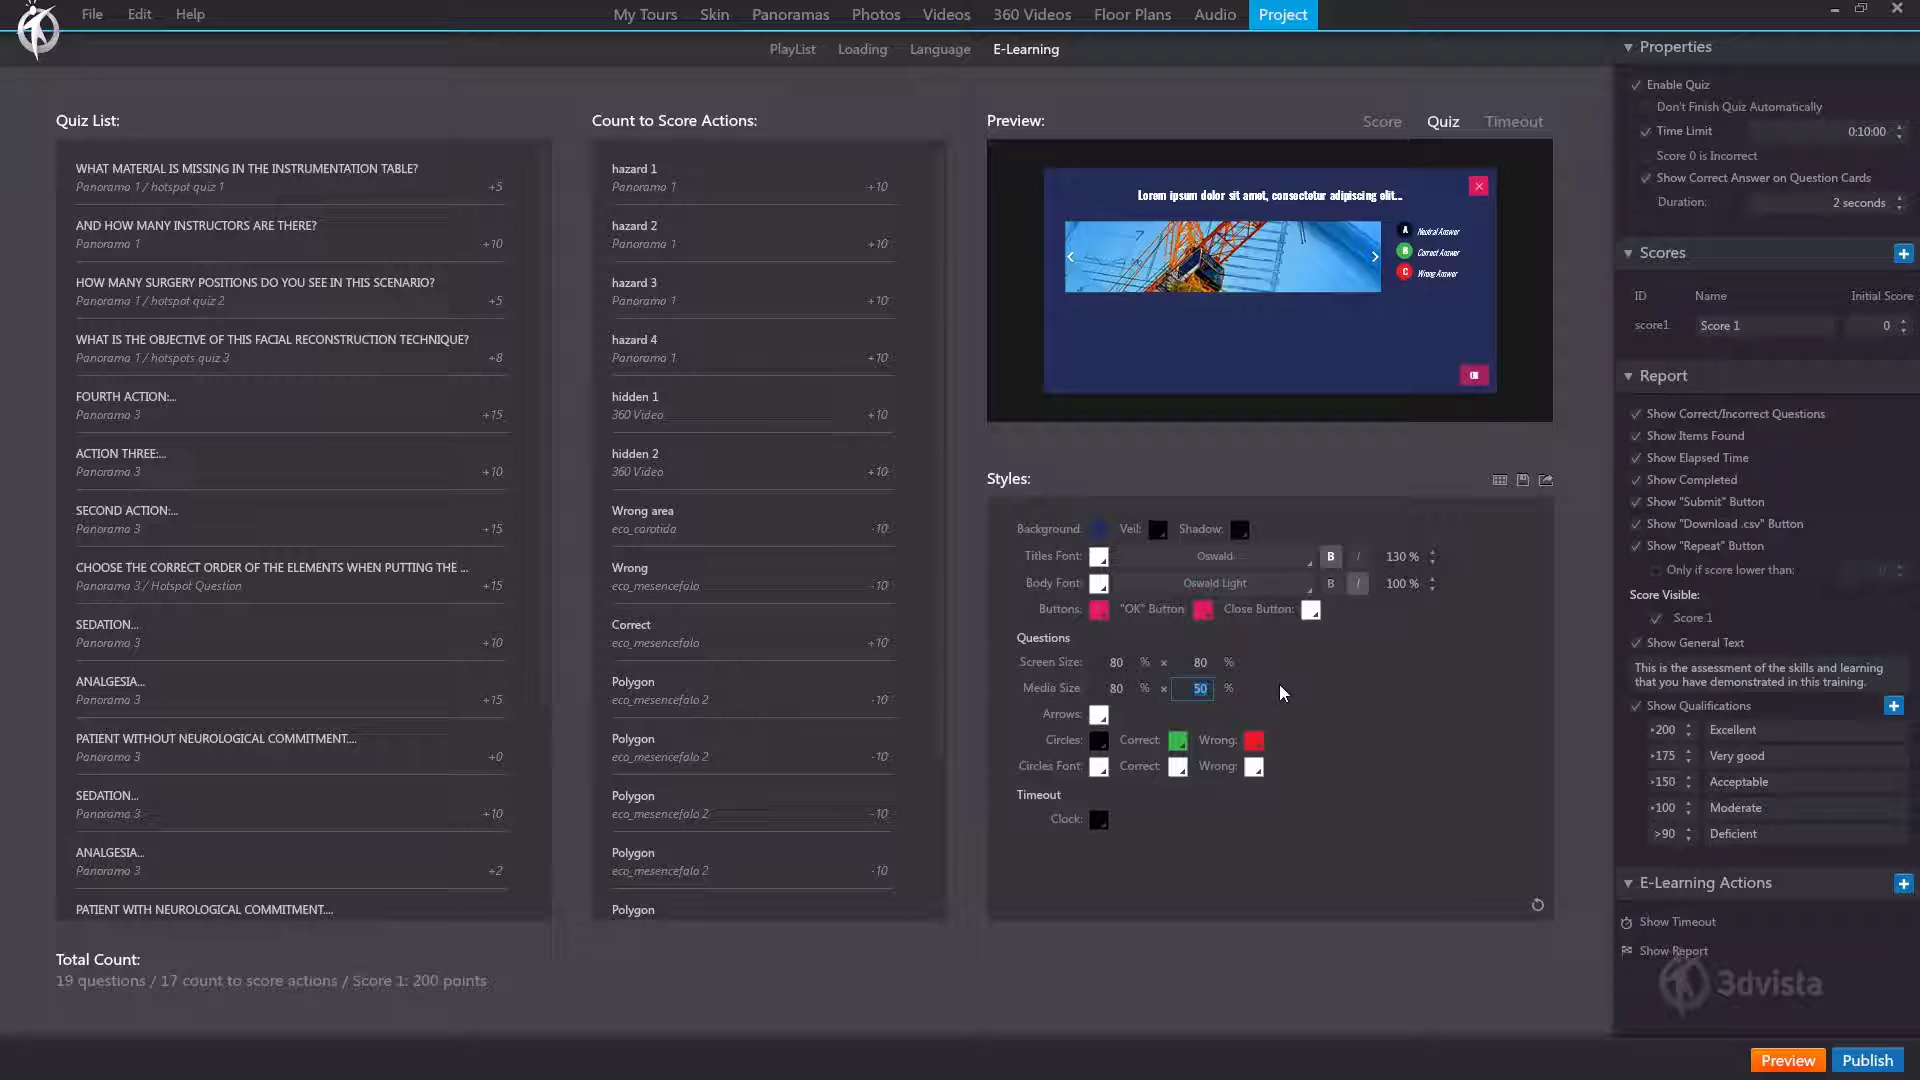 File Edit Help
My Tours Skin Panoramas Photos Videos 360 Videos Floor Plans Audio Project
PlayList Loading Language E-Learning
Quiz List:
WHAT MATERIAL IS MISSING IN THE INSTRUMENTATION TABLE?
Panorama 1 / hotspot quiz 1 +5
AND HOW MANY INSTRUCTORS ARE THERE?
Panorama 1 +10
HOW MANY SURGERY POSITIONS DO YOU SEE IN THIS SCENARIO?
Panorama 1 / hotspot quiz 2 +5
WHAT IS THE OBJECTIVE OF THIS FACIAL RECONSTRUCTION TECHNIQUE?
Panorama 1 / hotspots quiz 3 +8
FOURTH ACTION:...
Panorama 3 +15
ACTION THREE:...
Panorama 3 +10
SECOND ACTION:...
Panorama 3 +15
CHOOSE THE CORRECT ORDER OF THE ELEMENTS WHEN PUTTING THE ...
Panorama 3 / Hotspot Question +15
SEDATION...
Panorama 3 +10
ANALGESIA...
Panorama 3 +15
PATIENT WITHOUT NEUROLOGICAL COMMITMENT....
Panorama 3 +0
SEDATION...
Panorama 3 +10
ANALGESIA...
Panorama 3 +2
PATIENT WITH NEUROLOGICAL COMMITMENT....
Total Count:
19 questions / 17 count to score actions / Score 1: 200 points
Count to Score Actions:
hazard 1
Panorama 1 +10
hazard 2
Panorama 1 +10
hazard 3
Panorama 1 +10
hazard 4
Panorama 1 +10
hidden 1
360 Video +10
hidden 2
360 Video +10
Wrong area
eco_carotida -10
Wrong
eco_mesencefalo -10
Correct
eco_mesencefalo +10
Polygon
eco_mesencefalo 2 -10
Polygon
eco_mesencefalo 2 -10
Polygon
eco_mesencefalo 2 -10
Polygon
eco_mesencefalo 2 -10
Polygon
Preview: Score Quiz Timeout
Lorem ipsum dolor sit amet, consectetur adipiscing elit...
A Neutral Answer
B Correct Answer
C Wrong Answer
Styles:
Background: Veil: Shadow:
Titles Font: Oswald B I 130 %
Body Font: Oswald Light B I 100 %
Buttons: "OK" Button Close Button:
Questions
Screen Size: 80 % × 80 %
Media Size: 80 % × 50 %
Arrows:
Circles: Correct: Wrong:
Circles Font: Correct: Wrong:
Timeout
Clock:
Properties
Enable Quiz
Don't Finish Quiz Automatically
Time Limit 0:10:00
Score 0 is Incorrect
Show Correct Answer on Question Cards
Duration: 2 seconds
Scores
ID Name Initial Score
score1 Score 1 0
Report
Show Correct/Incorrect Questions
Show Items Found
Show Elapsed Time
Show Completed
Show "Submit" Button
Show "Download .csv" Button
Show "Repeat" Button
Only if score lower than: 0
Score Visible:
Score 1
Show General Text
This is the assessment of the skills and learning
that you have demonstrated in this training.
Show Qualifications
>200 Excellent
>175 Very good
>150 Acceptable
>100 Moderate
>90 Deficient
E-Learning Actions
Show Timeout
Show Report
3dvista
Preview Publish